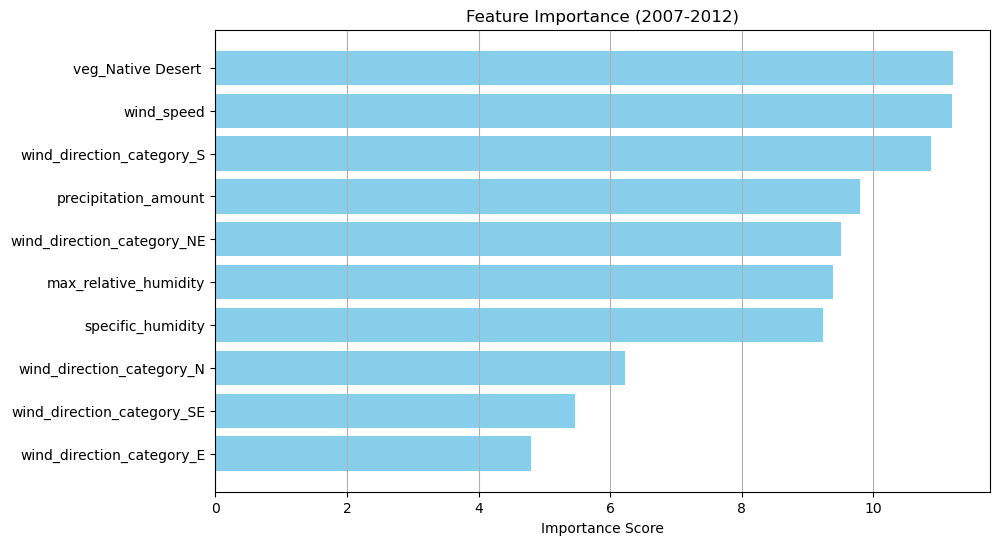 Feature Importance (2007-2012)
veg_Native Desert
wind_speed
wind_direction_category_S
precipitation_amount
wind_direction_category_NE
max_relative_humidity
specific_humidity
wind_direction_category_N
wind_direction_category_SE
wind_direction_category_E
0 2 4 6 8 10
Importance Score